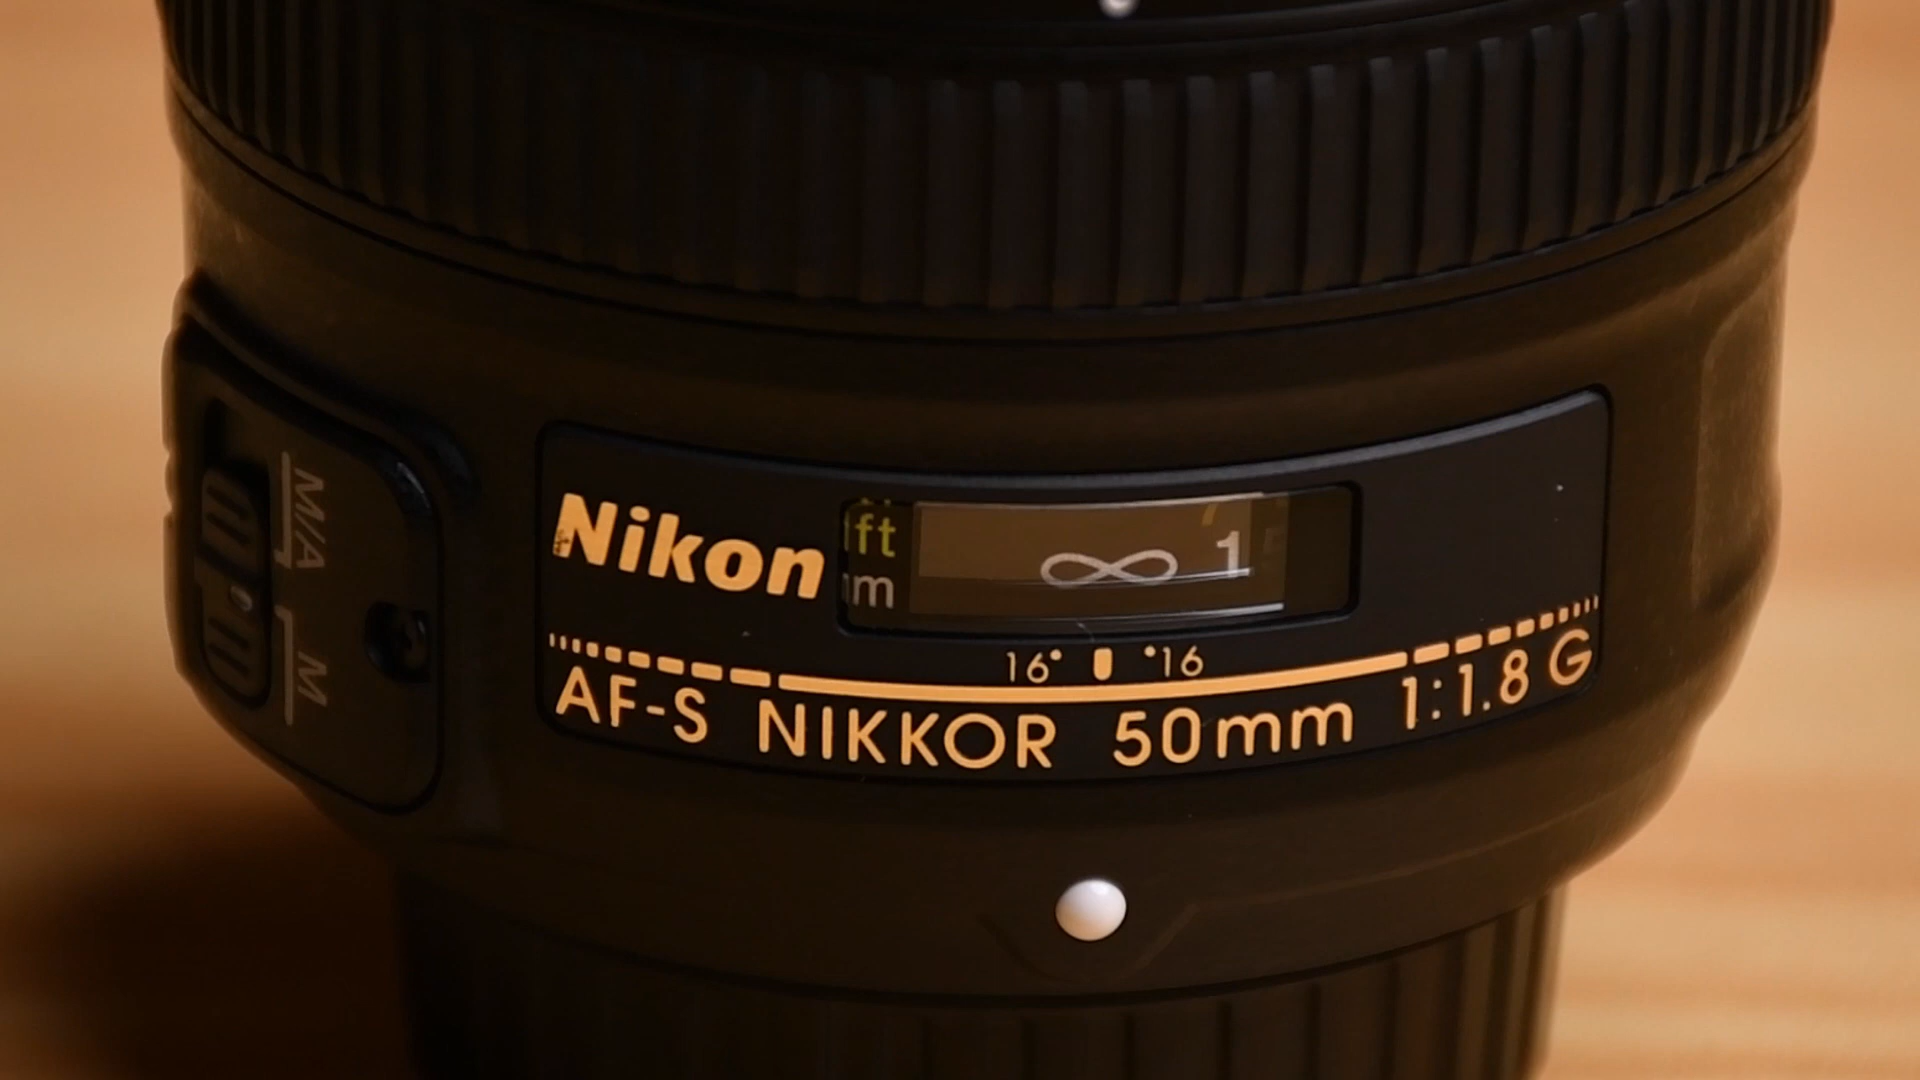 Nikon
ft
m
∞ 1
16 16
AF-S NIKKOR 50mm 1:1.8 G
M/A
M